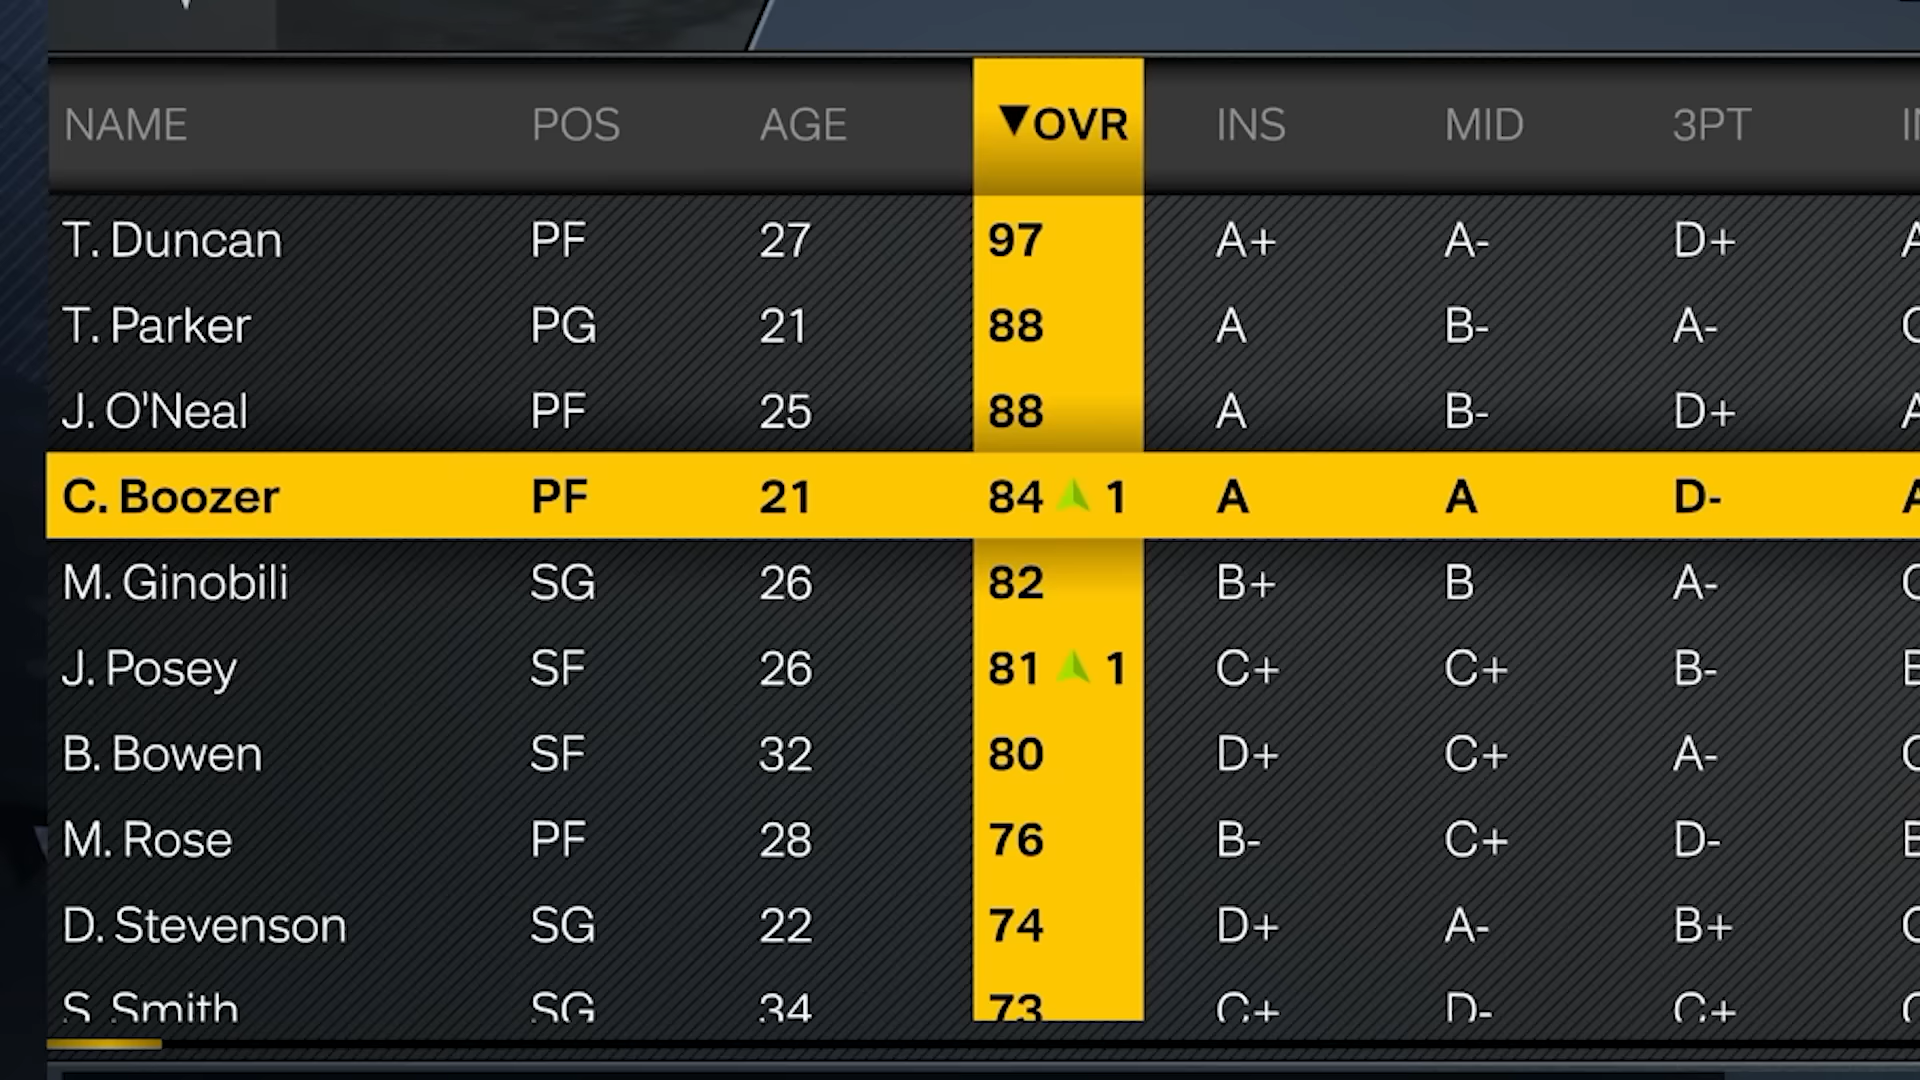 NAME POS AGE ▼OVR INS MID 3PT
T. Duncan PF 27 97 A+ A- D+
T. Parker PG 21 88 A B- A-
J. O'Neal PF 25 88 A B- D+
C. Boozer PF 21 84 1 A A D-
M. Ginobili SG 26 82 B+ B A-
J. Posey SF 26 81 1 C+ C+ B-
B. Bowen SF 32 80 D+ C+ A-
M. Rose PF 28 76 B- C+ D-
D. Stevenson SG 22 74 D+ A- B+
S. Smith SG 34 73 C+ D- C+